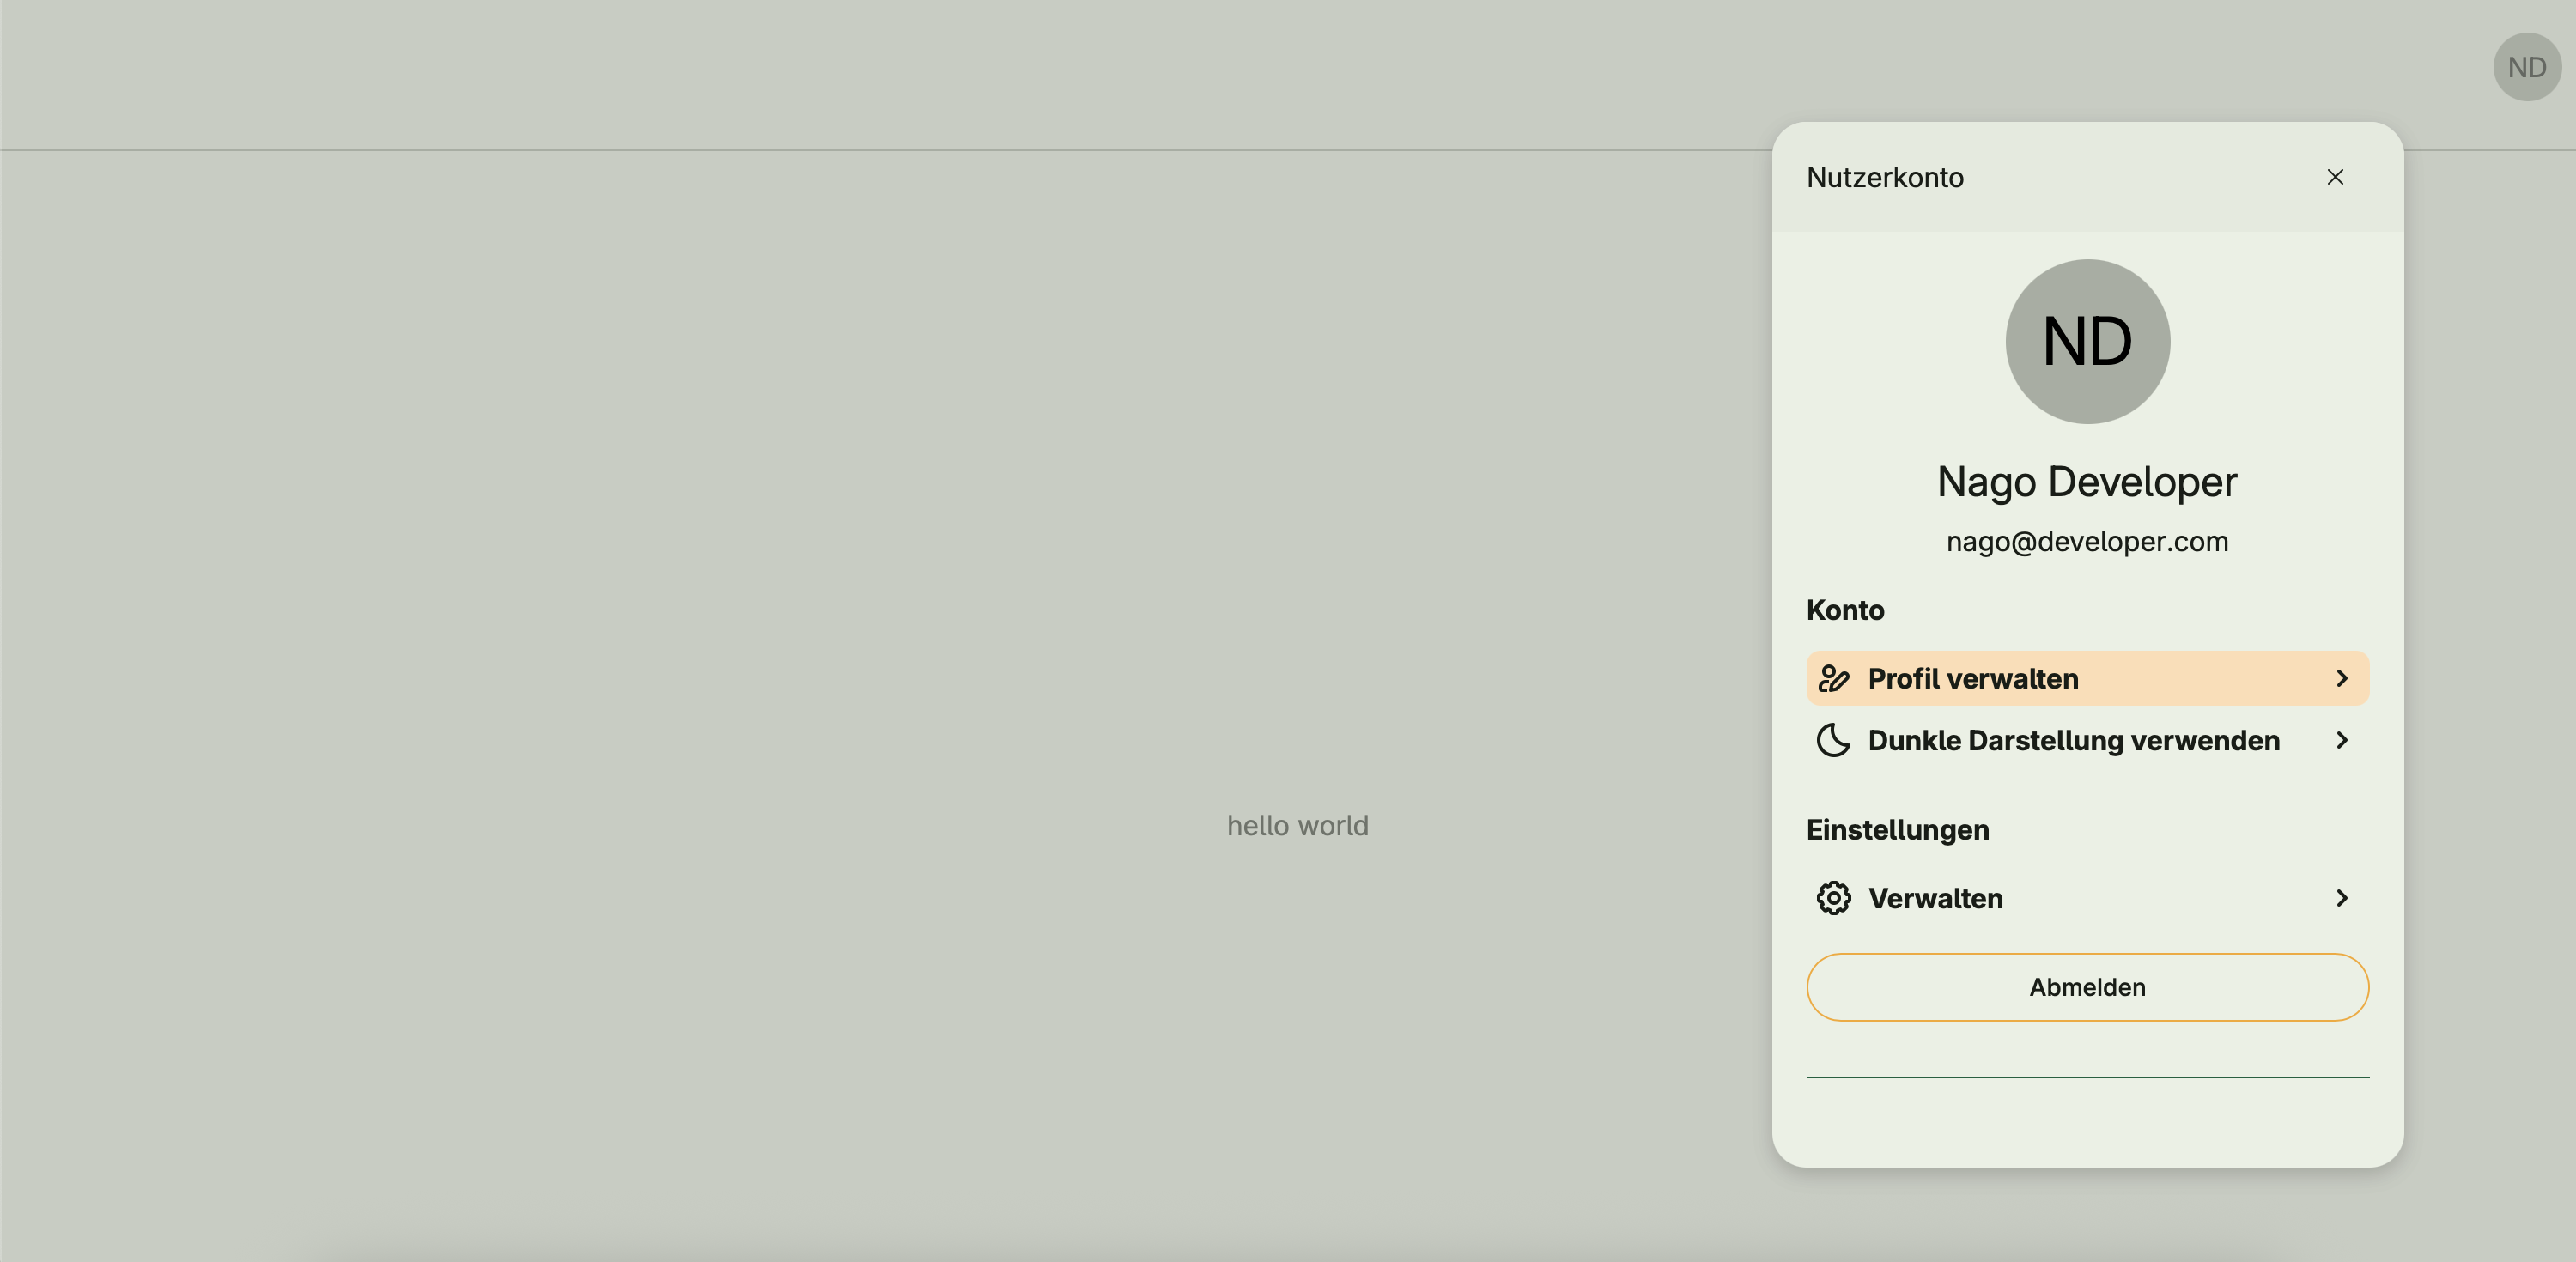 ND
Nutzerkonto
ND
Nago Developer
nago@developer.com
Konto
Profil verwalten
Dunkle Darstellung verwenden
hello world
Einstellungen
Verwalten
Abmelden